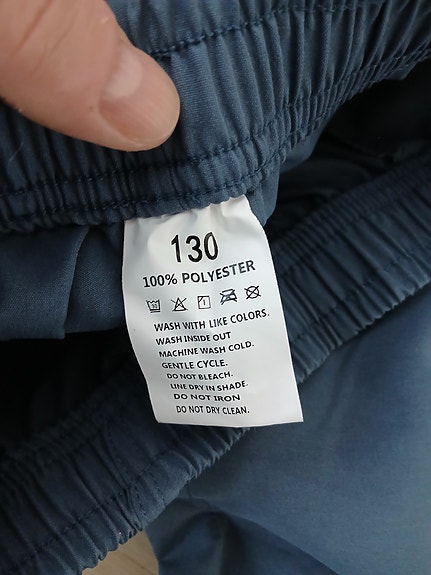 130
100% POLYESTER
WASH WITH LIKE COLORS.
WASH INSIDE OUT
MACHINE WASH COLD.
GENTLE CYCLE.
DO NOT BLEACH.
LINE DRY IN SHADE.
DO NOT IRON
DO NOT DRY CLEAN.